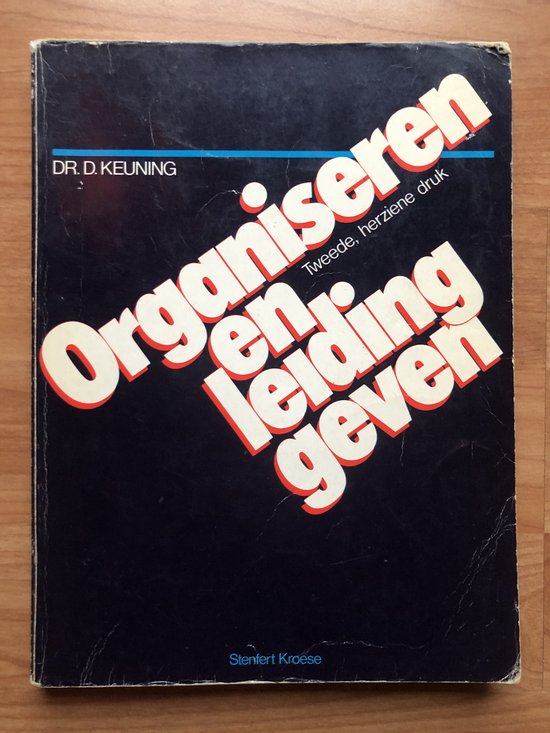 DR. D. KEUNING
Organiseren
Tweede, herziene druk
en
leiding
geven
Stenfert Kroese